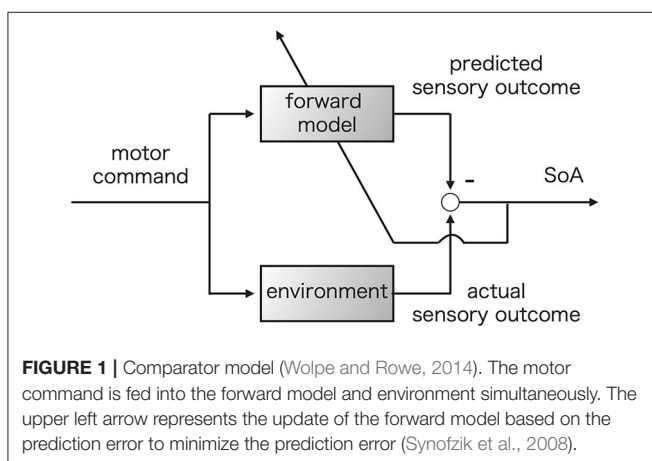 predicted
sensory outcome
forward
model
motor
command
-
SoA
environment
actual
sensory outcome
FIGURE 1 | Comparator model (Wolpe and Rowe, 2014). The motor
command is fed into the forward model and environment simultaneously. The
upper left arrow represents the update of the forward model based on the
prediction error to minimize the prediction error (Synofzik et al., 2008).